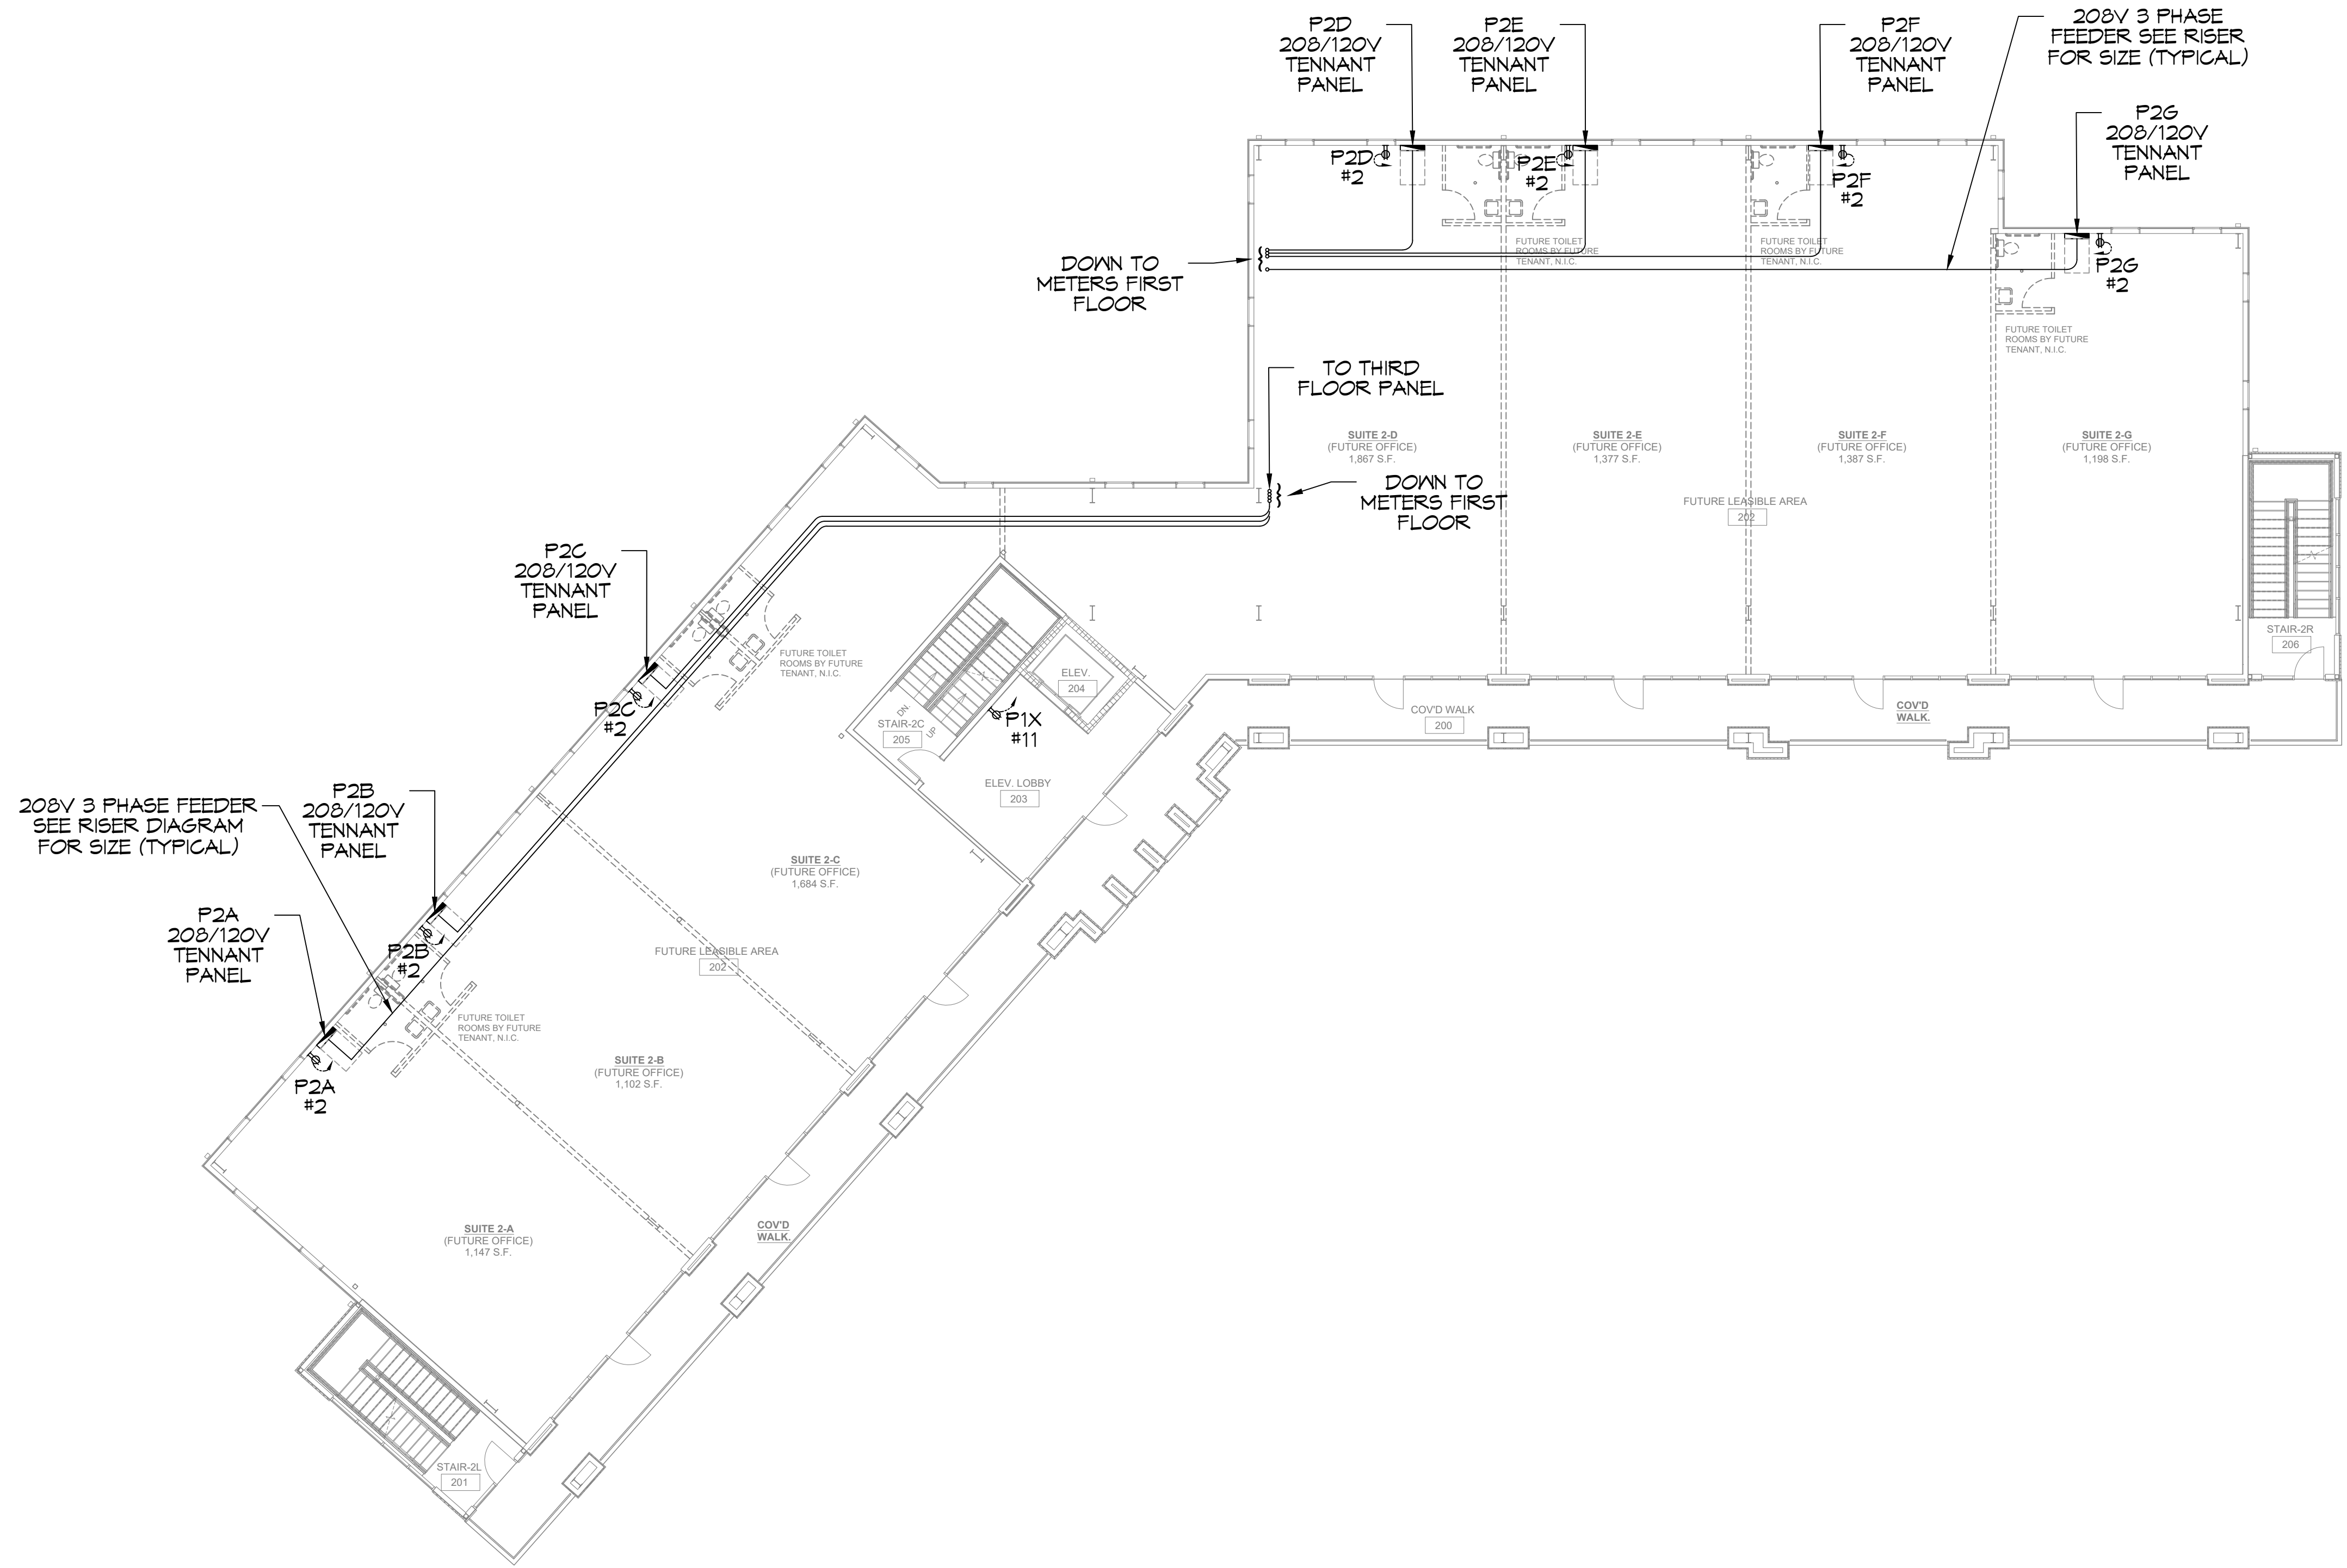 P2D
208/120V
TENNANT
PANEL
P2E
208/120V
TENNANT
PANEL
P2F
208/120V
TENNANT
PANEL
208V 3 PHASE
FEEDER SEE RISER
FOR SIZE (TYPICAL)
P2G
208/120V
TENNANT
PANEL
P2D
#2
P2E
#2
P2F
#2
P2G
#2
FUTURE TOILET
ROOMS BY FUTURE
TENANT, N.I.C.
FUTURE TOILET
ROOMS BY FUTURE
TENANT, N.I.C.
FUTURE TOILET
ROOMS BY FUTURE
TENANT, N.I.C.
DOWN TO
METERS FIRST
FLOOR
TO THIRD
FLOOR PANEL
SUITE 2-D
(FUTURE OFFICE)
1,867 S.F.
SUITE 2-E
(FUTURE OFFICE)
1,377 S.F.
SUITE 2-F
(FUTURE OFFICE)
1,387 S.F.
SUITE 2-G
(FUTURE OFFICE)
1,198 S.F.
DOWN TO
METERS FIRST
FLOOR
FUTURE LEASIBLE AREA
202
P2C
208/120V
TENNANT
PANEL
STAIR-2R
206
FUTURE TOILET
ROOMS BY FUTURE
TENANT, N.I.C.
ELEV.
204
P2C
#2
DN.
UP
STAIR-2C
205
P1X
#11
COV'D WALK
200
COV'D
WALK.
ELEV. LOBBY
203
208V 3 PHASE FEEDER
SEE RISER DIAGRAM
FOR SIZE (TYPICAL)
P2B
208/120V
TENNANT
PANEL
SUITE 2-C
(FUTURE OFFICE)
1,684 S.F.
P2A
208/120V
TENNANT
PANEL
P2B
#2
FUTURE LEASIBLE AREA
202
FUTURE TOILET
ROOMS BY FUTURE
TENANT, N.I.C.
SUITE 2-B
(FUTURE OFFICE)
1,102 S.F.
P2A
#2
SUITE 2-A
(FUTURE OFFICE)
1,147 S.F.
COV'D
WALK.
STAIR-2L
201